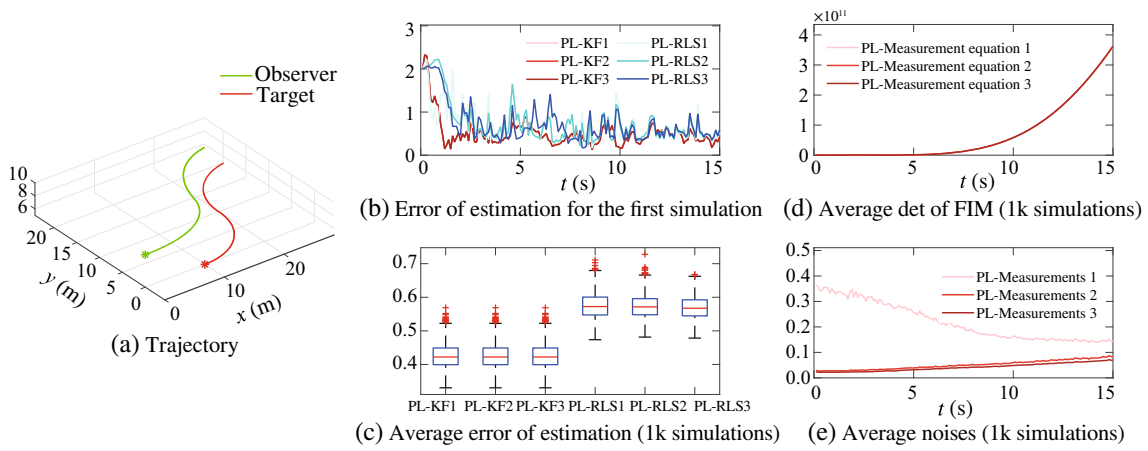 Observer
Target
10
8
6
20
15
10
5
0
y (m)
0
10
20
x (m)
(a) Trajectory
3
2
1
0
PL-KF1
PL-KF2
PL-KF3
PL-RLS1
PL-RLS2
PL-RLS3
5
10
15
t (s)
(b) Error of estimation for the first simulation
0.7
0.6
0.5
0.4
PL-KF1 PL-KF2 PL-KF3 PL-RLS1 PL-RLS2 PL-RLS3
(c) Average error of estimation (1k simulations)
×10¹¹
4
3
2
1
0
PL-Measurement equation 1
PL-Measurement equation 2
PL-Measurement equation 3
0 5 10 15
t (s)
(d) Average det of FIM (1k simulations)
0.5
0.4
0.3
0.2
0.1
0.0
PL-Measurements 1
PL-Measurements 2
PL-Measurements 3
0 5 10 15
t (s)
(e) Average noises (1k simulations)